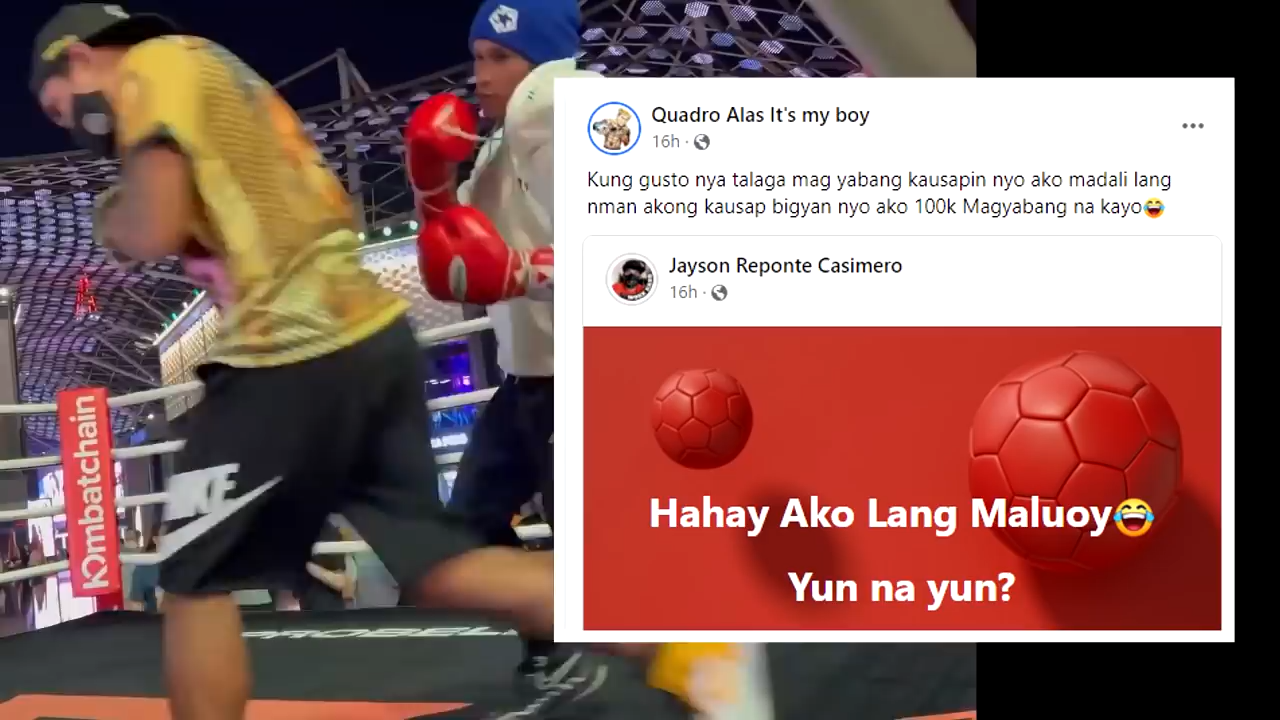 Quadro Alas It's my boy
16h ·
Kung gusto nya talaga mag yabang kausapin nyo ako madali lang
nman akong kausap bigyan nyo ako 100k Magyabang na kayo😂
Jayson Reponte Casimero
16h ·
Hahay Ako Lang Maluoy😂
Yun na yun?
Kombatchain
NIKE
PROBEL